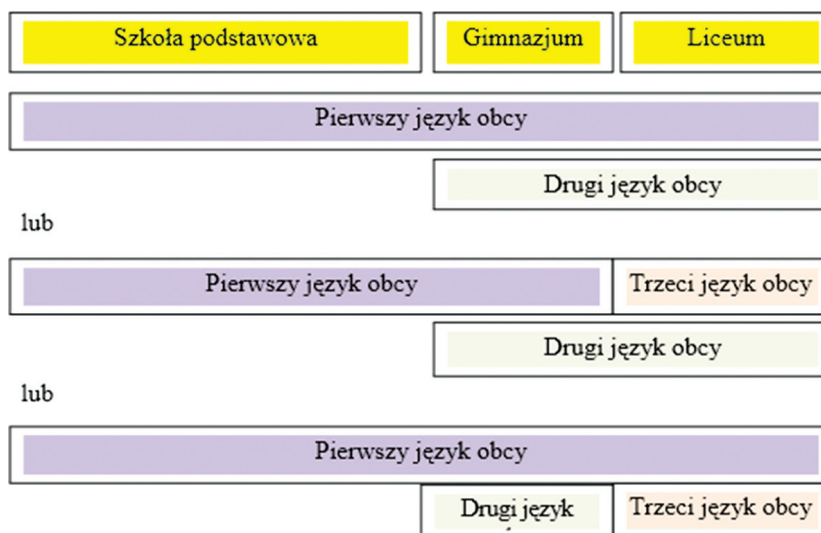 Szkoła podstawowa Gimnazjum Liceum
Pierwszy język obcy
Drugi język obcy
lub
Pierwszy język obcy Trzeci język obcy
Drugi język obcy
lub
Pierwszy język obcy
Drugi język Trzeci język obcy